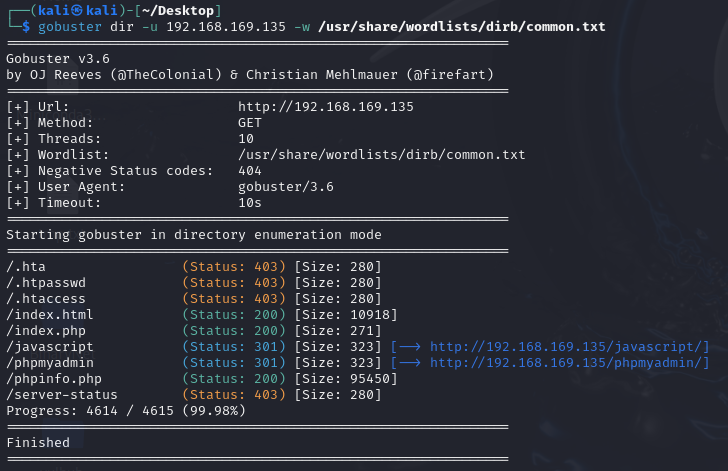 ┌──(kali㉿kali)-[~/Desktop]
└─$ gobuster dir -u 192.168.169.135 -w /usr/share/wordlists/dirb/common.txt
===============================================================
Gobuster v3.6
by OJ Reeves (@TheColonial) & Christian Mehlmauer (@firefart)
===============================================================
[+] Url:                     http://192.168.169.135
[+] Method:                  GET
[+] Threads:                 10
[+] Wordlist:                /usr/share/wordlists/dirb/common.txt
[+] Negative Status codes:   404
[+] User Agent:              gobuster/3.6
[+] Timeout:                 10s
===============================================================
Starting gobuster in directory enumeration mode
===============================================================
/.hta                 (Status: 403) [Size: 280]
/.htpasswd            (Status: 403) [Size: 280]
/.htaccess            (Status: 403) [Size: 280]
/index.html           (Status: 200) [Size: 10918]
/index.php            (Status: 200) [Size: 271]
/javascript           (Status: 301) [Size: 323] [--> http://192.168.169.135/javascript/]
/phpmyadmin           (Status: 301) [Size: 323] [--> http://192.168.169.135/phpmyadmin/]
/phpinfo.php          (Status: 200) [Size: 95450]
/server-status        (Status: 403) [Size: 280]
Progress: 4614 / 4615 (99.98%)
===============================================================
Finished
===============================================================